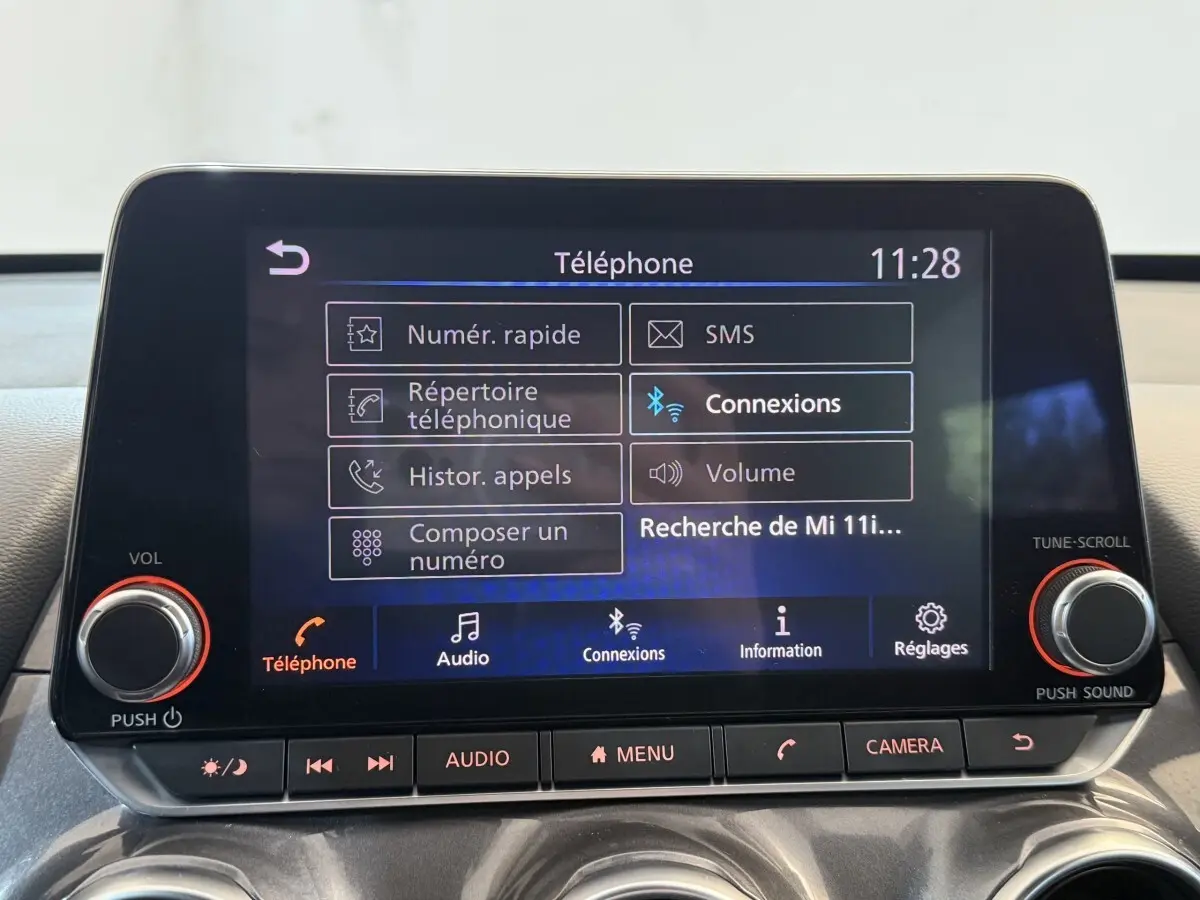 Téléphone
11:28
Numér. rapide
SMS
Répertoire
téléphonique
Connexions
Histor. appels
Volume
Composer un
numéro
Recherche de Mi 11i...
Téléphone
Audio
Connexions
Information
Réglages
VOL
PUSH
TUNE·SCROLL
PUSH SOUND
AUDIO
MENU
CAMERA